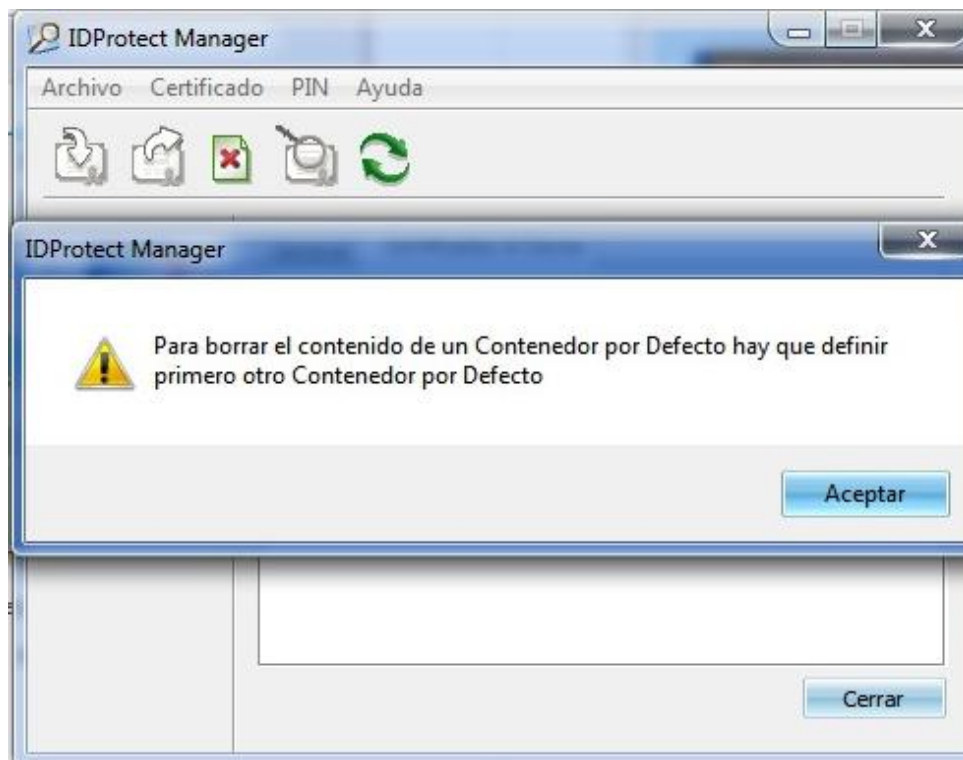 IDProtect Manager
Archivo Certificado PIN Ayuda
IDProtect Manager
Para borrar el contenido de un Contenedor por Defecto hay que definir
primero otro Contenedor por Defecto
Aceptar
Cerrar